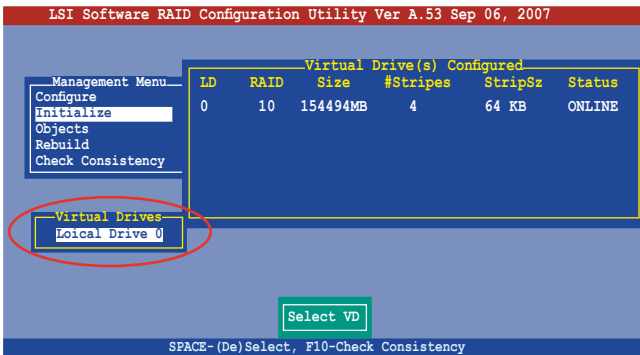 LSI Software RAID Configuration Utility Ver A.53 Sep 06, 2007
Virtual Drive(s) Configured
LD RAID Size #Stripes StripSz Status
0 10 154494MB 4 64 KB ONLINE
Management Menu
Configure
Initialize
Objects
Rebuild
Check Consistency
Virtual Drives
Loical Drive 0
Select VD
SPACE-(De)Select, F10-Check Consistency